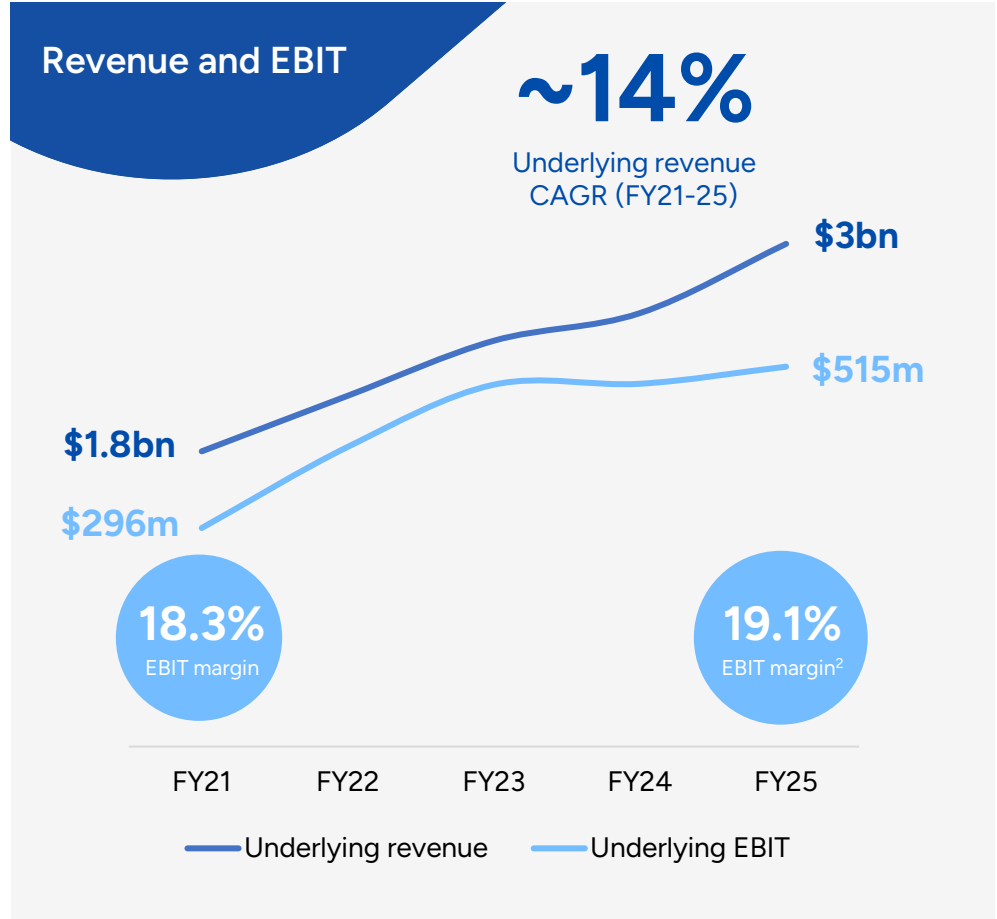 Revenue and EBIT
~14%
Underlying revenue
CAGR (FY21-25)
$3bn
$515m
$1.8bn
$296m
18.3%
EBIT margin
19.1%
EBIT margin²
FY21 FY22 FY23 FY24 FY25
Underlying revenue Underlying EBIT